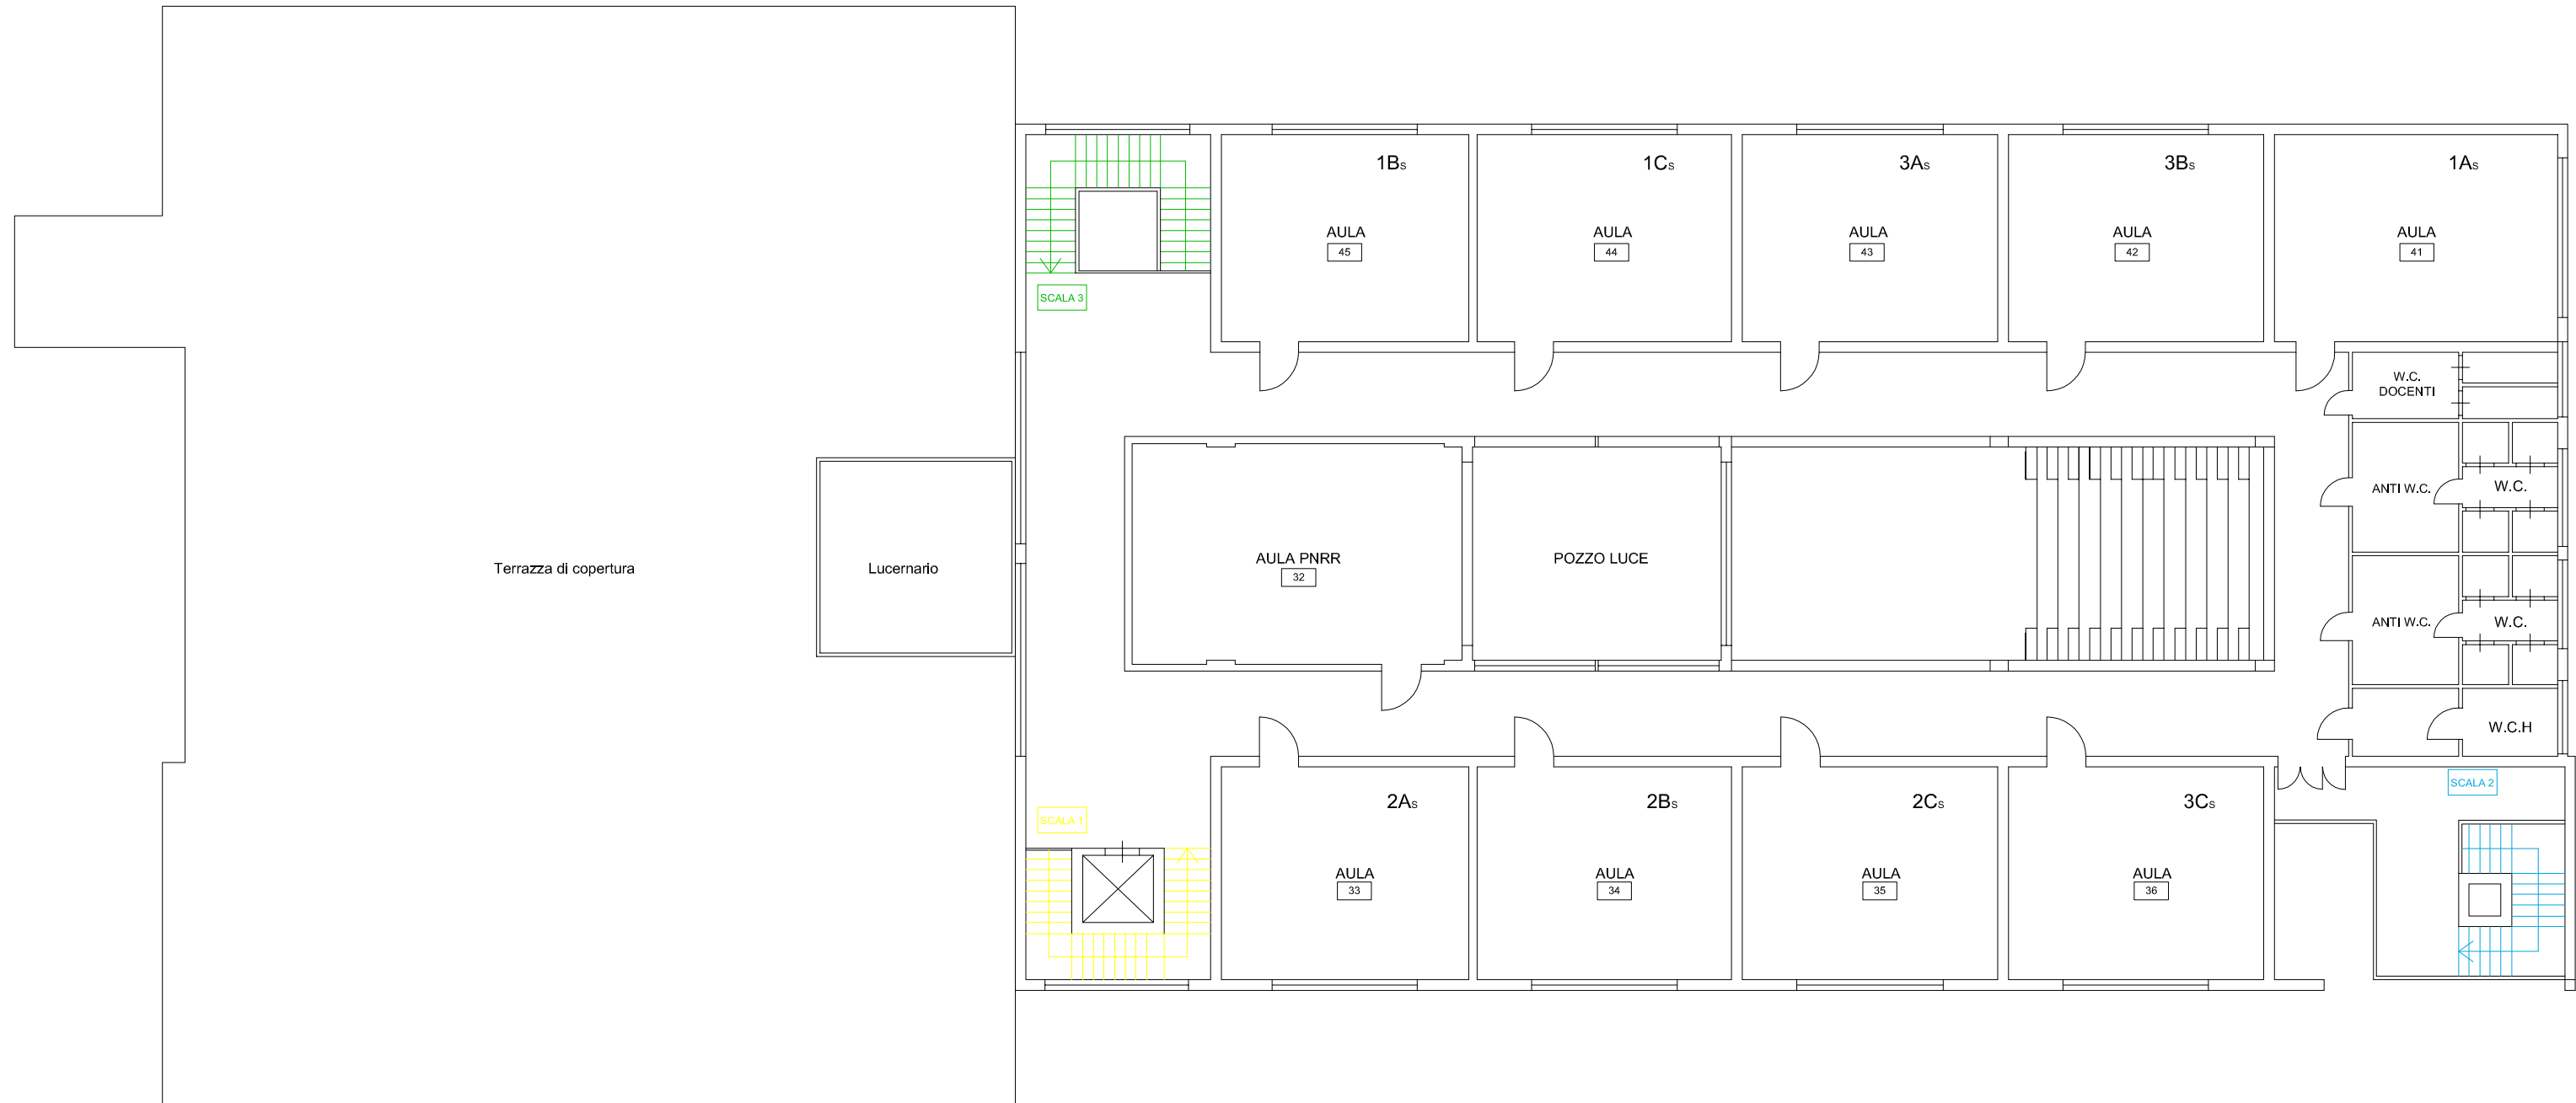 1Bs
1Cs
3As
3Bs
1As
AULA
45
AULA
44
AULA
43
AULA
42
AULA
41
SCALA 3
W.C.
DOCENTI
ANTI W.C.
W.C.
Terrazza di copertura
Lucernario
AULA PNRR
32
POZZO LUCE
ANTI W.C.
W.C.
W.C.H
SCALA 1
2As
2Bs
2Cs
3Cs
SCALA 2
AULA
33
AULA
34
AULA
35
AULA
36